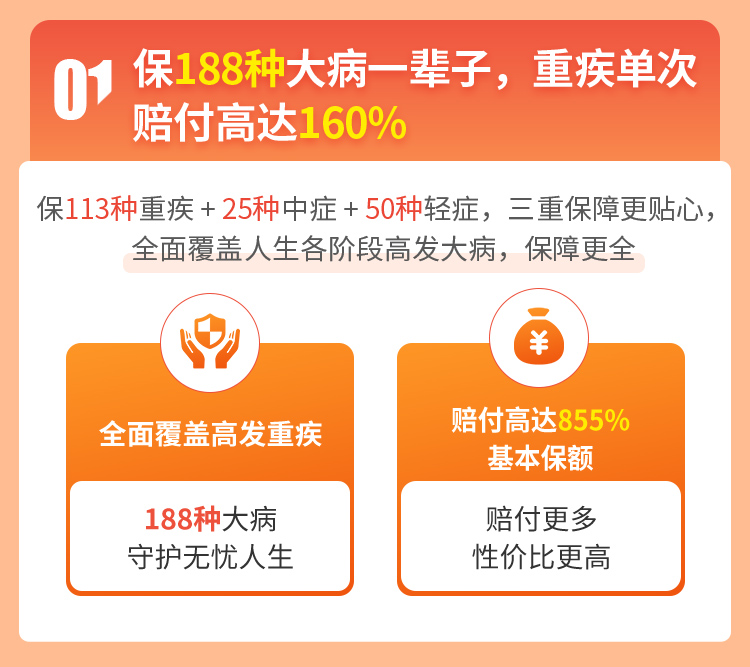 01
保188种大病一辈子，重疾单次
赔付高达160%
保113种重疾 + 25种中症 + 50种轻症，三重保障更贴心，
全面覆盖人生各阶段高发大病，保障更全
全面覆盖高发重疾
188种大病
守护无忧人生
¥
赔付高达855%
基本保额
赔付更多
性价比更高